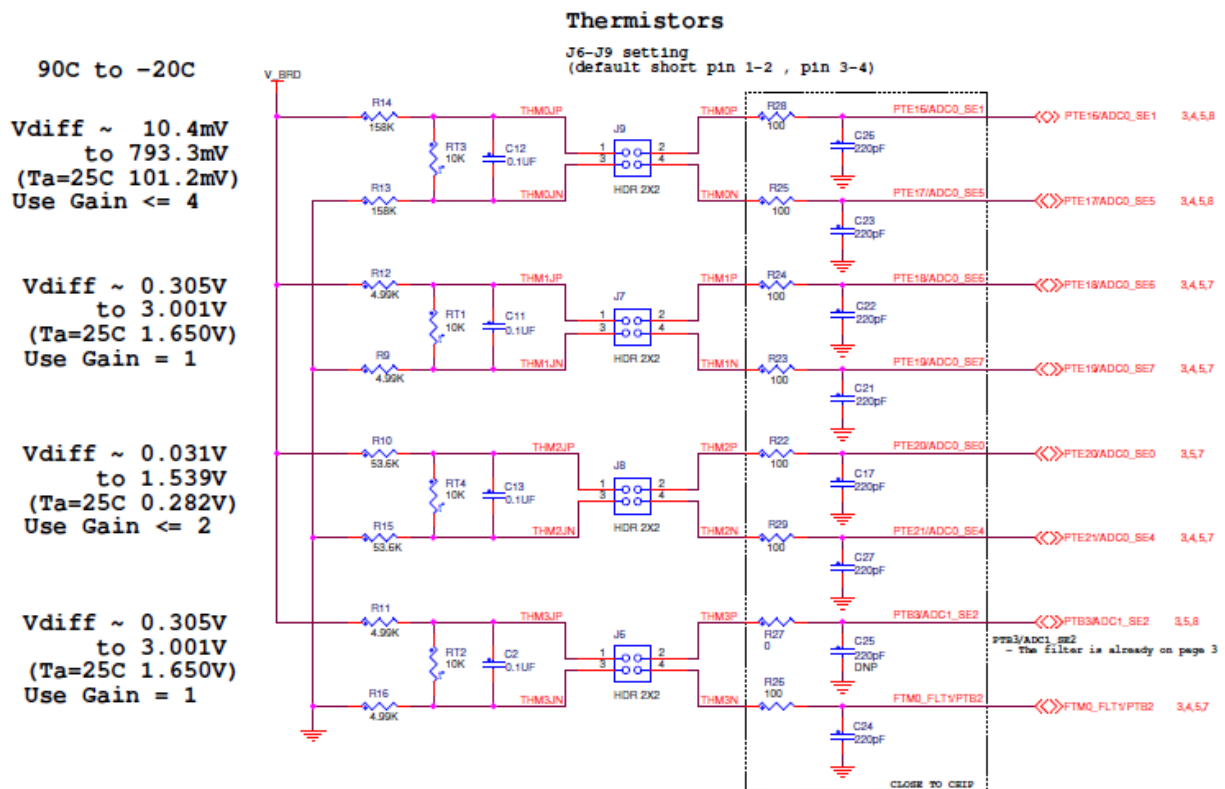 Thermistors
J6-J9 setting
(default short pin 1-2 , pin 3-4)
90C to -20C
V_BRD
Vdiff ~ 10.4mV
to 793.3mV
(Ta=25C 101.2mV)
Use Gain <= 4
R14
158K
RT3
10K
C12
0.1UF
R13
158K
THM0JP
THM0JN
J9
1 2
3 4
HDR 2X2
THM0P
THM0N
R28
100
R25
100
C26
220pF
C23
220pF
PTE16/ADC0_SE1
PTE17/ADC0_SE5
PTE16/ADC0_SE1 3,4,5,8
PTE17/ADC0_SE5 3,4,5,8
Vdiff ~ 0.305V
to 3.001V
(Ta=25C 1.650V)
Use Gain = 1
R12
4.99K
RT1
10K
C11
0.1UF
R9
4.99K
THM1JP
THM1JN
J7
1 2
3 4
HDR 2X2
THM1P
THM1N
R24
100
R23
100
C22
220pF
C21
220pF
PTE18/ADC0_SE6
PTE19/ADC0_SE7
PTE18/ADC0_SE6 3,4,5,7
PTE19/ADC0_SE7 3,4,5,7
Vdiff ~ 0.031V
to 1.539V
(Ta=25C 0.282V)
Use Gain <= 2
R10
53.6K
RT4
10K
C13
0.1UF
R15
53.6K
THM2JP
THM2JN
J8
1 2
3 4
HDR 2X2
THM2P
THM2N
R22
100
R29
100
C17
220pF
C27
220pF
PTE20/ADC0_SE0
PTE21/ADC0_SE4
PTE20/ADC0_SE0 3,5,7
PTE21/ADC0_SE4 3,4,5,7
Vdiff ~ 0.305V
to 3.001V
(Ta=25C 1.650V)
Use Gain = 1
R11
4.99K
RT2
10K
C2
0.1UF
R16
4.99K
THM3JP
THM3JN
J6
1 2
3 4
HDR 2X2
THM3P
THM3N
R27
0
R26
100
C25
220pF
DNP
C24
220pF
PTB3/ADC1_SE2
FTM0_FLT1/PTB2
PTB3/ADC1_SE2 3,5,8
PTB3/ADC1_SE2
- The filter is already on page 3
FTM0_FLT1/PTB2 3,4,5,7
CLOSE TO CHIP